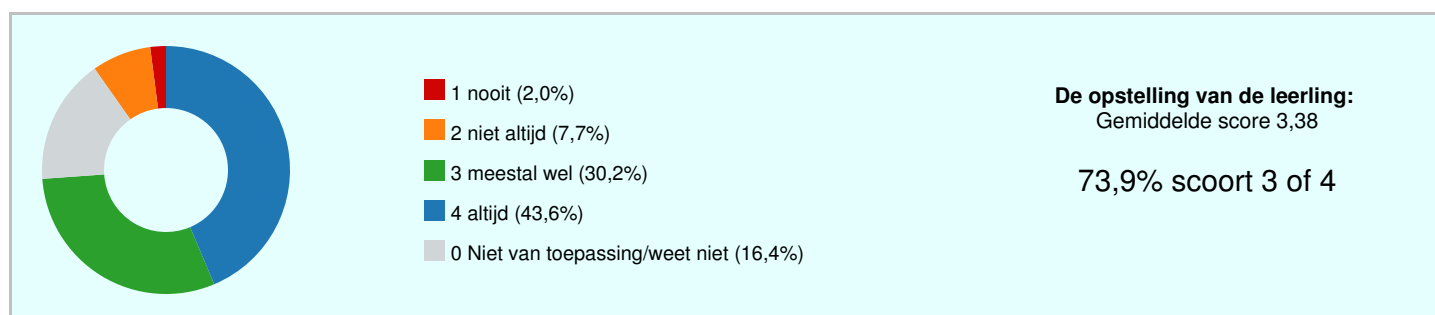 1 nooit (2,0%)
2 niet altijd (7,7%)
3 meestal wel (30,2%)
4 altijd (43,6%)
0 Niet van toepassing/weet niet (16,4%)
De opstelling van de leerling:
Gemiddelde score 3,38
73,9% scoort 3 of 4